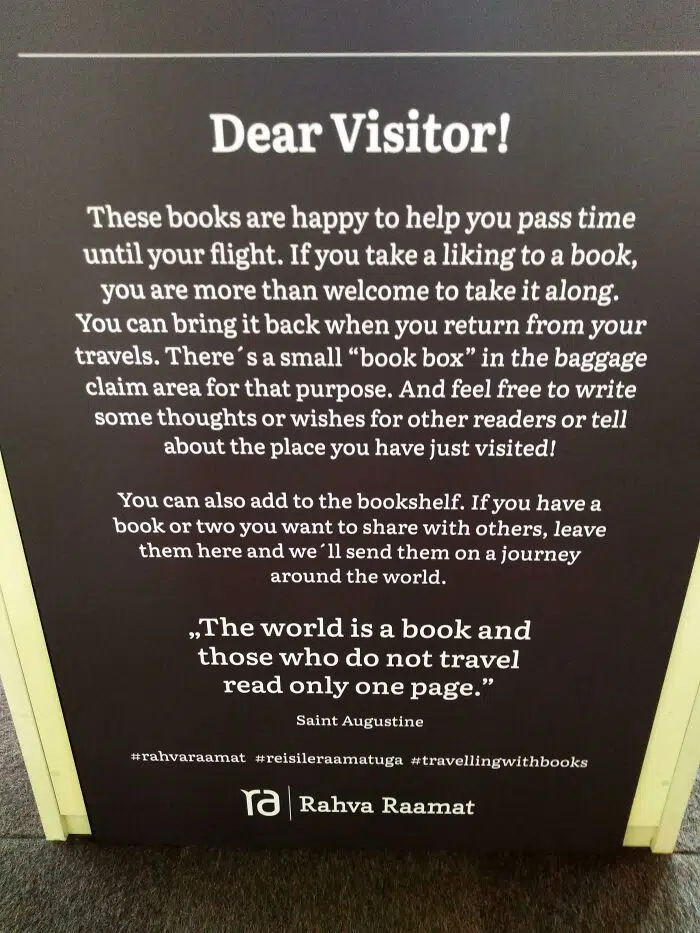 Dear Visitor!
These books are happy to help you pass time
until your flight. If you take a liking to a book,
you are more than welcome to take it along.
You can bring it back when you return from your
travels. There´s a small “book box” in the baggage
claim area for that purpose. And feel free to write
some thoughts or wishes for other readers or tell
about the place you have just visited!
You can also add to the bookshelf. If you have a
book or two you want to share with others, leave
them here and we´ll send them on a journey
around the world.
„The world is a book and
those who do not travel
read only one page.”
Saint Augustine
#rahvaraamat #reisileraamatuga #travellingwithbooks
ra | Rahva Raamat